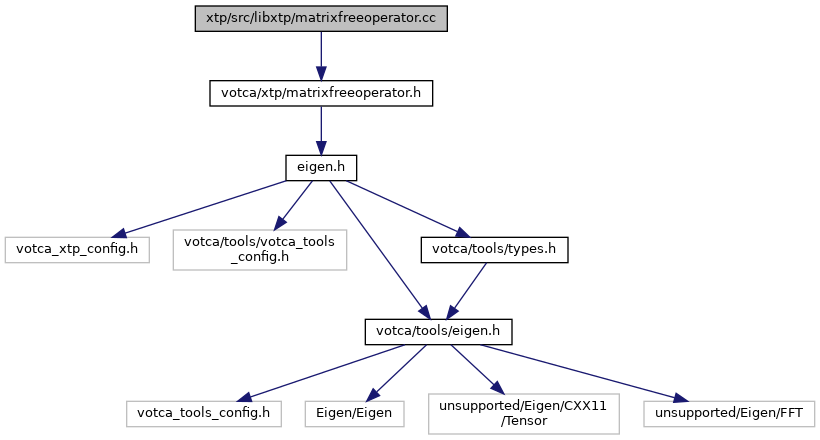 xtp/src/libxtp/matrixfreeoperator.cc
votca/xtp/matrixfreeoperator.h
eigen.h
votca_xtp_config.h
votca/tools/votca_tools
_config.h
votca/tools/types.h
votca/tools/eigen.h
votca_tools_config.h
Eigen/Eigen
unsupported/Eigen/CXX11
/Tensor
unsupported/Eigen/FFT